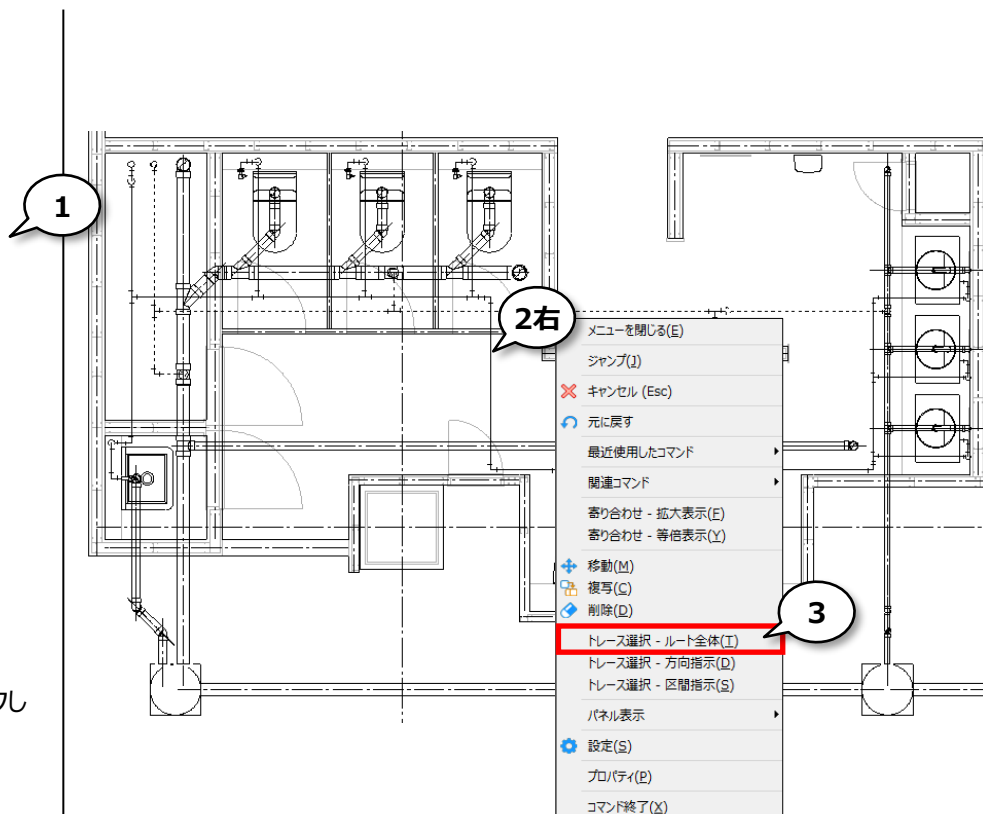 1
2右
メニューを閉じる(E)
ジャンプ(J)
キャンセル (Esc)
元に戻す
最近使用したコマンド
関連コマンド
寄り合わせ - 拡大表示(F)
寄り合わせ - 等倍表示(Y)
移動(M)
複写(C)
削除(D)
3
トレース選択 - ルート全体(T)
トレース選択 - 方向指示(D)
トレース選択 - 区間指示(S)
クし
パネル表示
設定(S)
プロパティ(P)
コマンド終了(X)